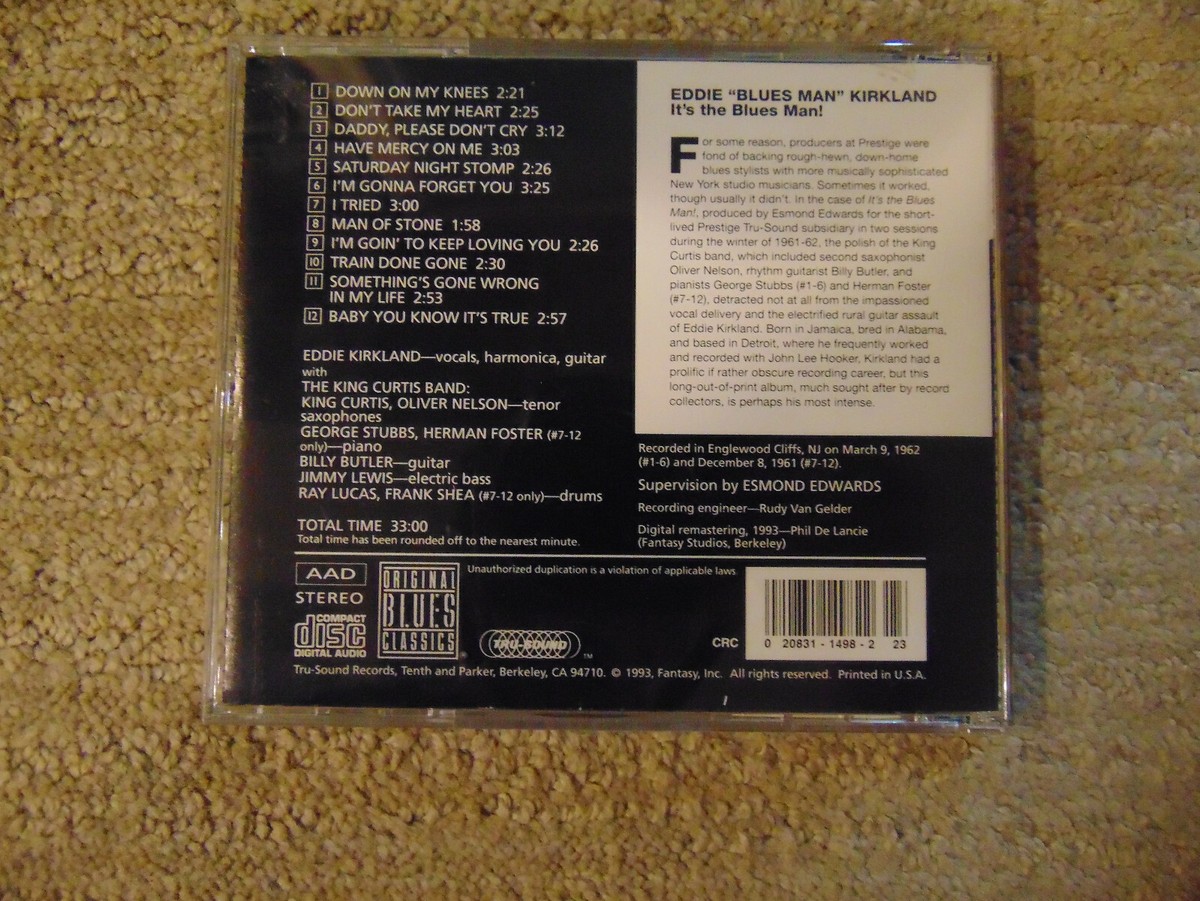 1 DOWN ON MY KNEES 2:21
2 DON'T TAKE MY HEART 2:25
3 DADDY, PLEASE DON'T CRY 3:12
4 HAVE MERCY ON ME 3:03
5 SATURDAY NIGHT STOMP 2:26
6 I'M GONNA FORGET YOU 3:25
7 I TRIED 3:00
8 MAN OF STONE 1:58
9 I'M GOIN' TO KEEP LOVING YOU 2:26
10 TRAIN DONE GONE 2:30
11 SOMETHING'S GONE WRONG
IN MY LIFE 2:53
12 BABY YOU KNOW IT'S TRUE 2:57
EDDIE KIRKLAND—vocals, harmonica, guitar
with
THE KING CURTIS BAND:
KING CURTIS, OLIVER NELSON—tenor
saxophones
GEORGE STUBBS, HERMAN FOSTER (#7-12
only)—piano
BILLY BUTLER—guitar
JIMMY LEWIS—electric bass
RAY LUCAS, FRANK SHEA (#7-12 only)—drums
TOTAL TIME 33:00
Total time has been rounded off to the nearest minute.
EDDIE “BLUES MAN” KIRKLAND
It's the Blues Man!
For some reason, producers at Prestige were
fond of backing rough-hewn, down-home
blues stylists with more musically sophisticated
New York studio musicians. Sometimes it worked,
though usually it didn't. In the case of It's the Blues
Man!, produced by Esmond Edwards for the short-
lived Prestige Tru-Sound subsidiary in two sessions
during the winter of 1961-62, the polish of the King
Curtis band, which included second saxophonist
Oliver Nelson, rhythm guitarist Billy Butler, and
pianists George Stubbs (#1-6) and Herman Foster
(#7-12), detracted not at all from the impassioned
vocal delivery and the electrified rural guitar assault
of Eddie Kirkland. Born in Jamaica, bred in Alabama,
and based in Detroit, where he frequently worked
and recorded with John Lee Hooker, Kirkland had a
prolific if rather obscure recording career, but this
long-out-of-print album, much sought after by record
collectors, is perhaps his most intense.
Recorded in Englewood Cliffs, NJ on March 9, 1962
(#1-6) and December 8, 1961 (#7-12).
Supervision by ESMOND EDWARDS
Recording engineer—Rudy Van Gelder
Digital remastering, 1993—Phil De Lancie
(Fantasy Studios, Berkeley)
AAD
STEREO
COMPACT
disc
DIGITAL AUDIO
ORIGINAL
BLUES
CLASSICS
®
Unauthorized duplication is a violation of applicable laws.
TRU-SOUND
™
CRC
0 20831-1498-2 23
Tru-Sound Records, Tenth and Parker, Berkeley, CA 94710. © 1993, Fantasy, Inc. All rights reserved. Printed in U.S.A.